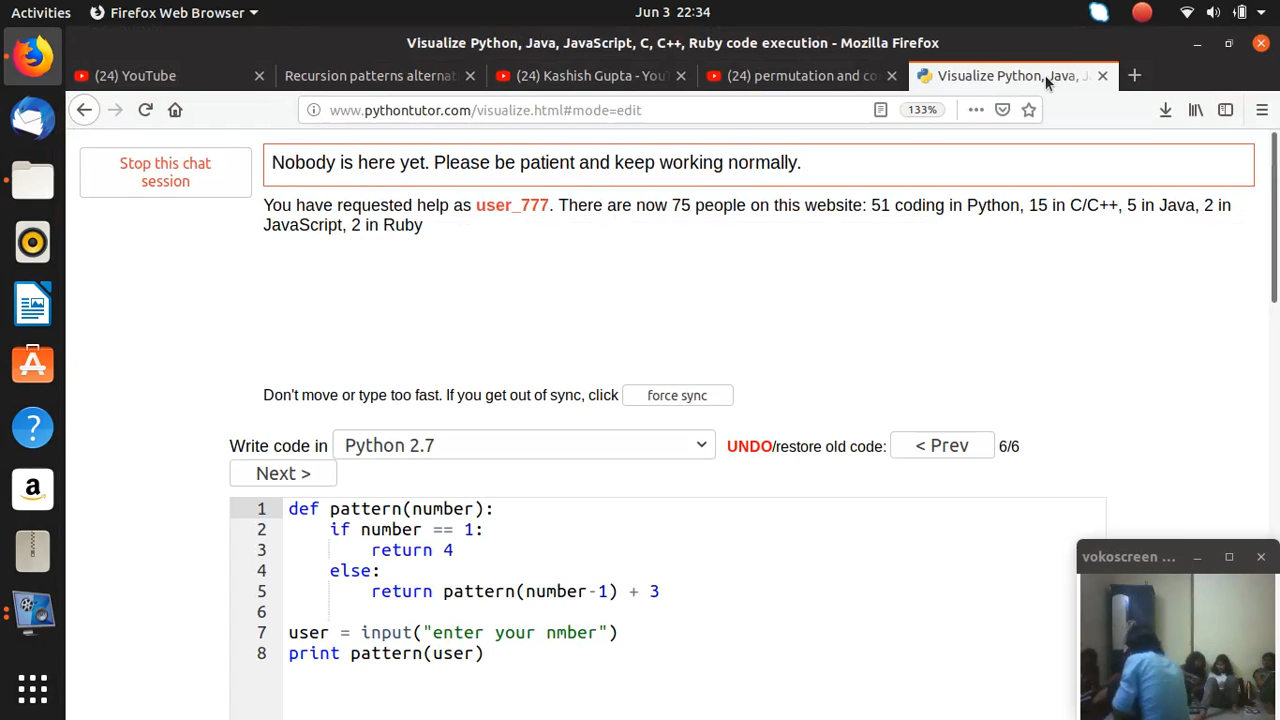 Activities
Firefox Web Browser
Jun 3 22:34
Visualize Python, Java, JavaScript, C, C++, Ruby code execution - Mozilla Firefox
(24) YouTube
Recursion patterns alternat
(24) Kashish Gupta - You
(24) permutation and co
Visualize Python, Java, J
www.pythontutor.com/visualize.html#mode=edit
133%
Stop this chat
session
Nobody is here yet. Please be patient and keep working normally.
You have requested help as user_777. There are now 75 people on this website: 51 coding in Python, 15 in C/C++, 5 in Java, 2 in
JavaScript, 2 in Ruby
Don't move or type too fast. If you get out of sync, click force sync
Write code in Python 2.7 UNDO/restore old code: < Prev 6/6
Next >
1 def pattern(number):
2 if number == 1:
3 return 4
4 else:
5 return pattern(number-1) + 3
6
7 user = input("enter your nmber")
8 print pattern(user)
vokoscreen ...